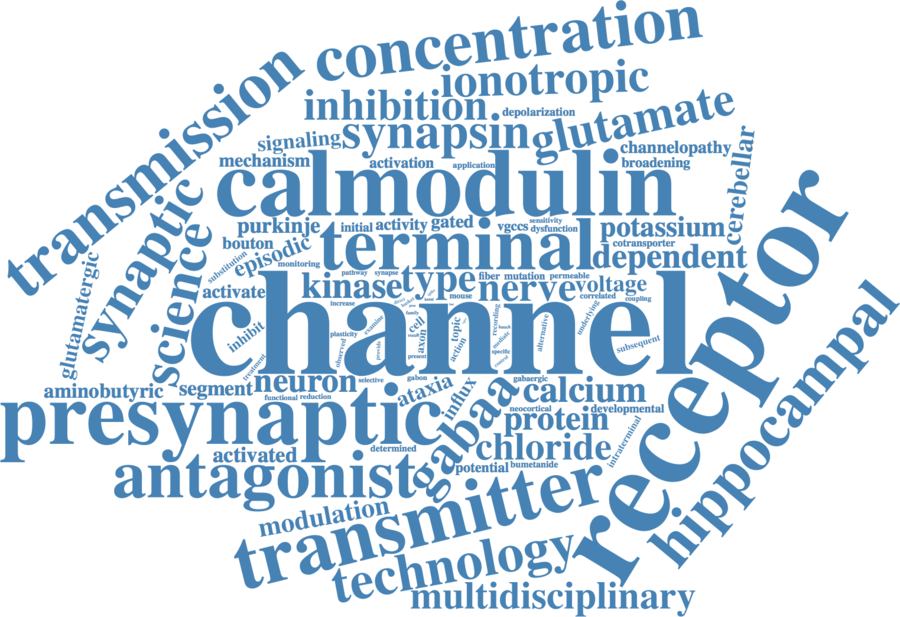 concentration
transmission
ionotropic
inhibition
depolarization
glutamate
synapsin
signaling
channelopathy
mechanism
activation
application
broadening
cerebellar
calmodulin
synaptic
science
purkinje
initial
activity
gated
vgccs
sensitivity
dysfunction
potassium
receptor
bouton
episodic
terminal
cotransporter
dependent
substitution
monitoring
glutamatergic
pathway
synapse
type
fiber
mutation
permeable
activate
kinase
nerve
voltage
mouse
correlated
coupling
increase
channel
family
recording
inhibit
plasticity
examine
cell
axon
topic
action
knock
alternative
underlying
observed
provide
present
specific
subsequent
treatment
hippocampal
aminobutyric
segment
neuron
selective
gabon
gabaergic
ataxia
influx
calcium
functional
reduction
presynaptic
gabaa
neocortical
developmental
protein
intraterminal
activated
determined
chloride
antagonist
potential
bumetanide
transmitter
modulation
technology
multidisciplinary